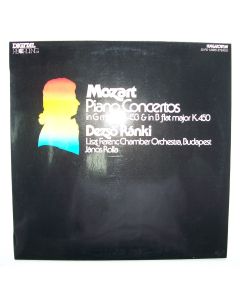 DIGITAL
RECORDING
HUNGAROTON
Mozart
Piano Concertos
in G major K.453 & in B flat major K.450
Dezső Ránki
Liszt Ferenc Chamber Orchestra, Budapest
János Rolla